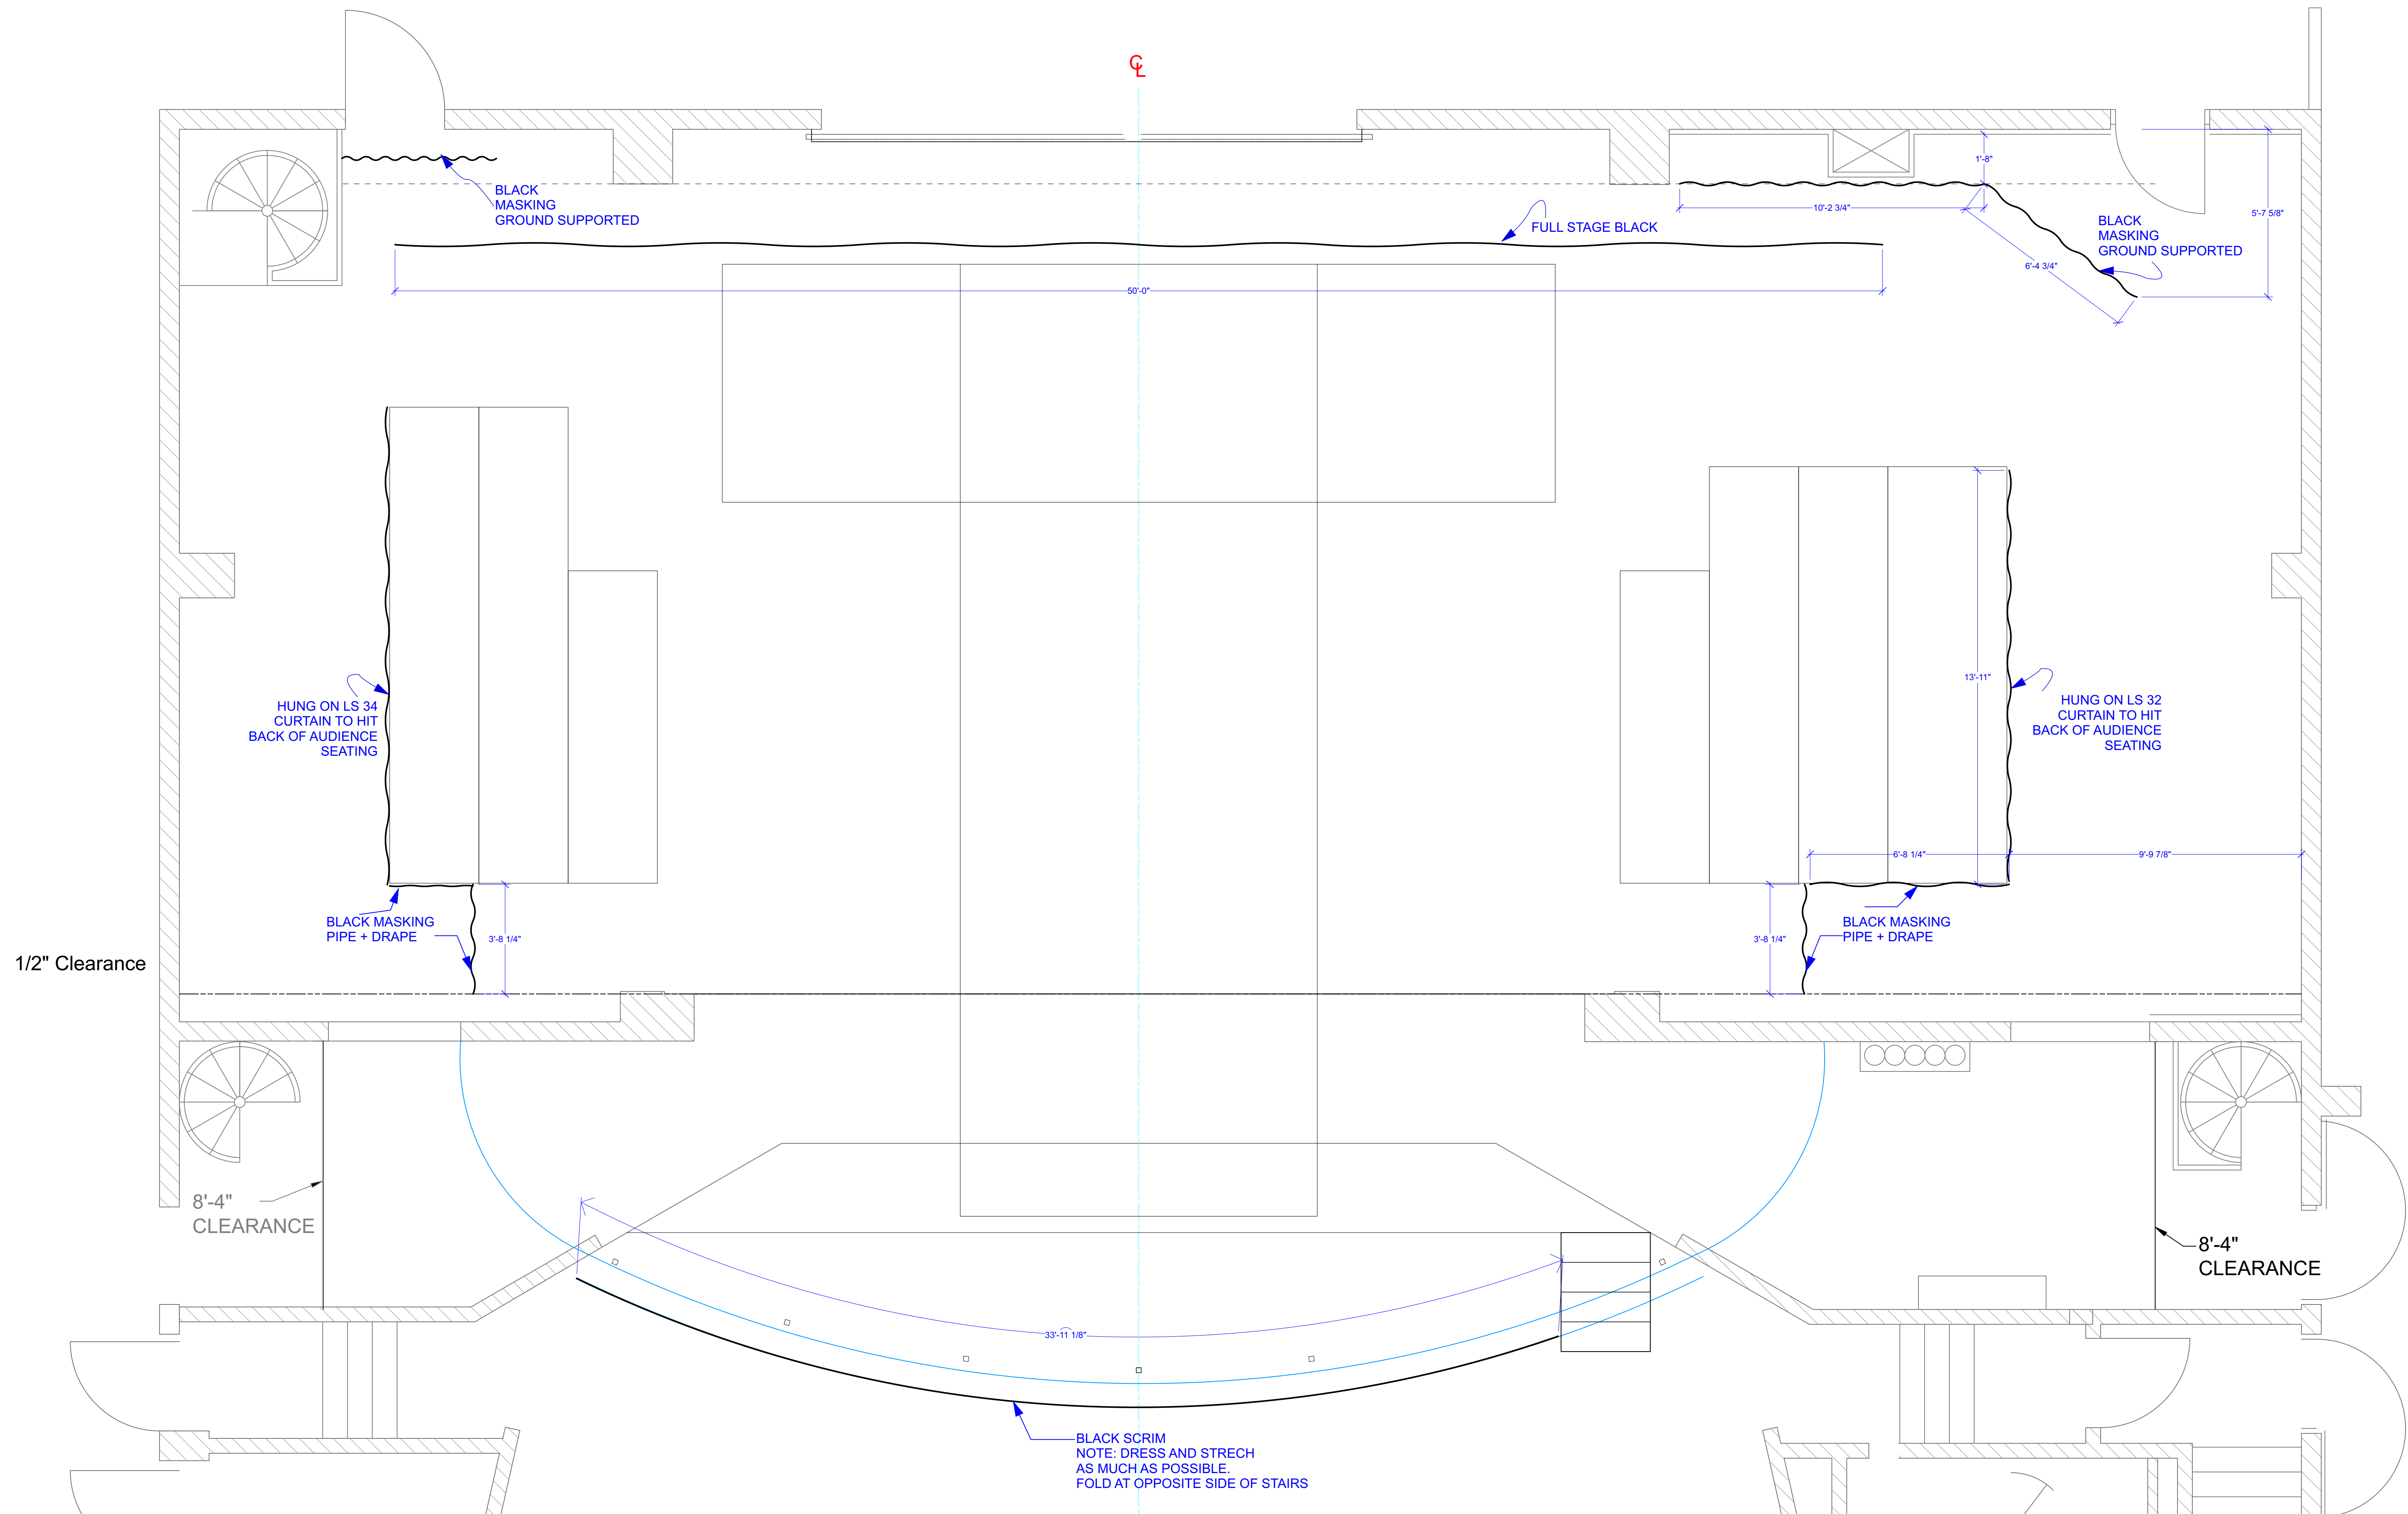 ℄
1'-8"
BLACK
MASKING
GROUND SUPPORTED
10'-2 3/4"
FULL STAGE BLACK
BLACK
MASKING
GROUND SUPPORTED
5'-7 5/8"
6'-4 3/4"
50'-0"
HUNG ON LS 34
CURTAIN TO HIT
BACK OF AUDIENCE
SEATING
13'-11"
HUNG ON LS 32
CURTAIN TO HIT
BACK OF AUDIENCE
SEATING
6'-8 1/4"
9'-9 7/8"
BLACK MASKING
PIPE + DRAPE
3'-8 1/4"
3'-8 1/4"
BLACK MASKING
PIPE + DRAPE
1/2" Clearance
8'-4"
CLEARANCE
8'-4"
CLEARANCE
33'-11 1/8"
BLACK SCRIM
NOTE: DRESS AND STRECH
AS MUCH AS POSSIBLE.
FOLD AT OPPOSITE SIDE OF STAIRS